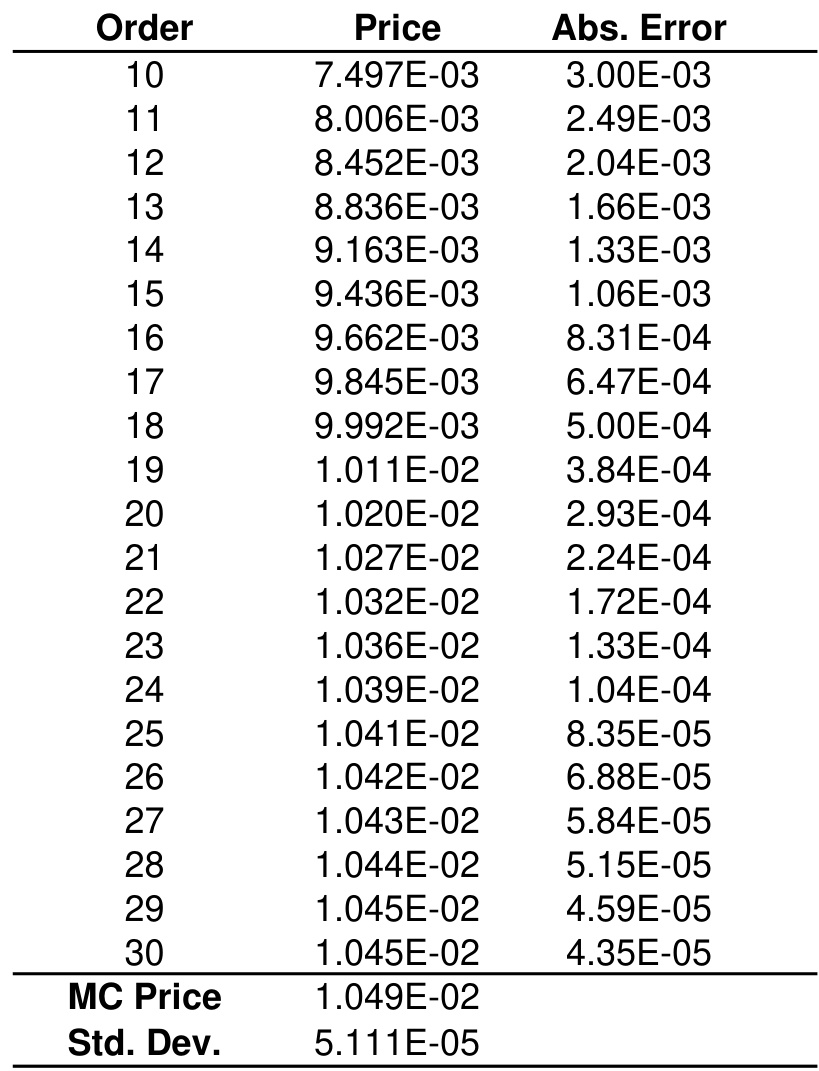 Order Price Abs. Error
10 7.497E-03 3.00E-03
11 8.006E-03 2.49E-03
12 8.452E-03 2.04E-03
13 8.836E-03 1.66E-03
14 9.163E-03 1.33E-03
15 9.436E-03 1.06E-03
16 9.662E-03 8.31E-04
17 9.845E-03 6.47E-04
18 9.992E-03 5.00E-04
19 1.011E-02 3.84E-04
20 1.020E-02 2.93E-04
21 1.027E-02 2.24E-04
22 1.032E-02 1.72E-04
23 1.036E-02 1.33E-04
24 1.039E-02 1.04E-04
25 1.041E-02 8.35E-05
26 1.042E-02 6.88E-05
27 1.043E-02 5.84E-05
28 1.044E-02 5.15E-05
29 1.045E-02 4.59E-05
30 1.045E-02 4.35E-05
MC Price 1.049E-02
Std. Dev. 5.111E-05